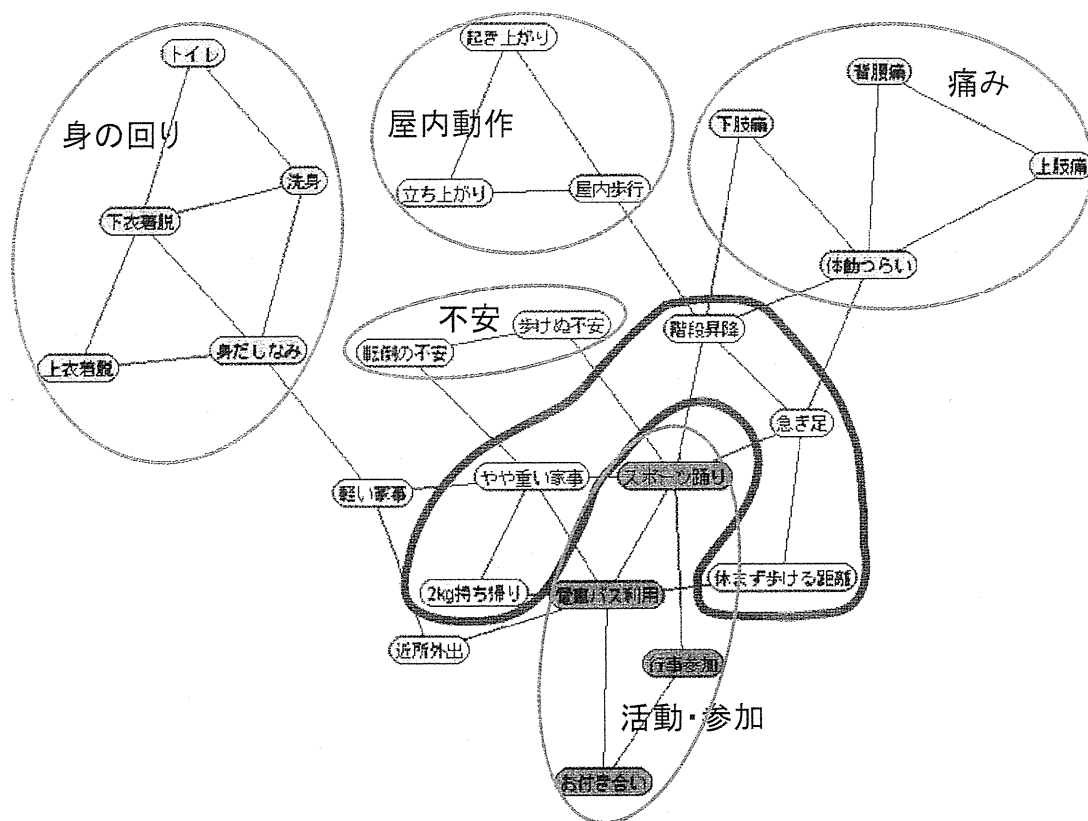 トイレ
身の回り
洗身
下衣着脱
上衣着脱
身だしなみ
起き上がり
屋内動作
立ち上がり
屋内歩行
背腰痛
痛み
下肢痛
上肢痛
体動つらい
不安
歩けぬ不安
転倒の不安
階段昇降
急ぎ足
軽い家事
やや重い家事
スポーツ踊り
2kg持ち帰り
電車バス利用
休まず歩ける距離
近所外出
行事参加
活動・参加
お付き合い